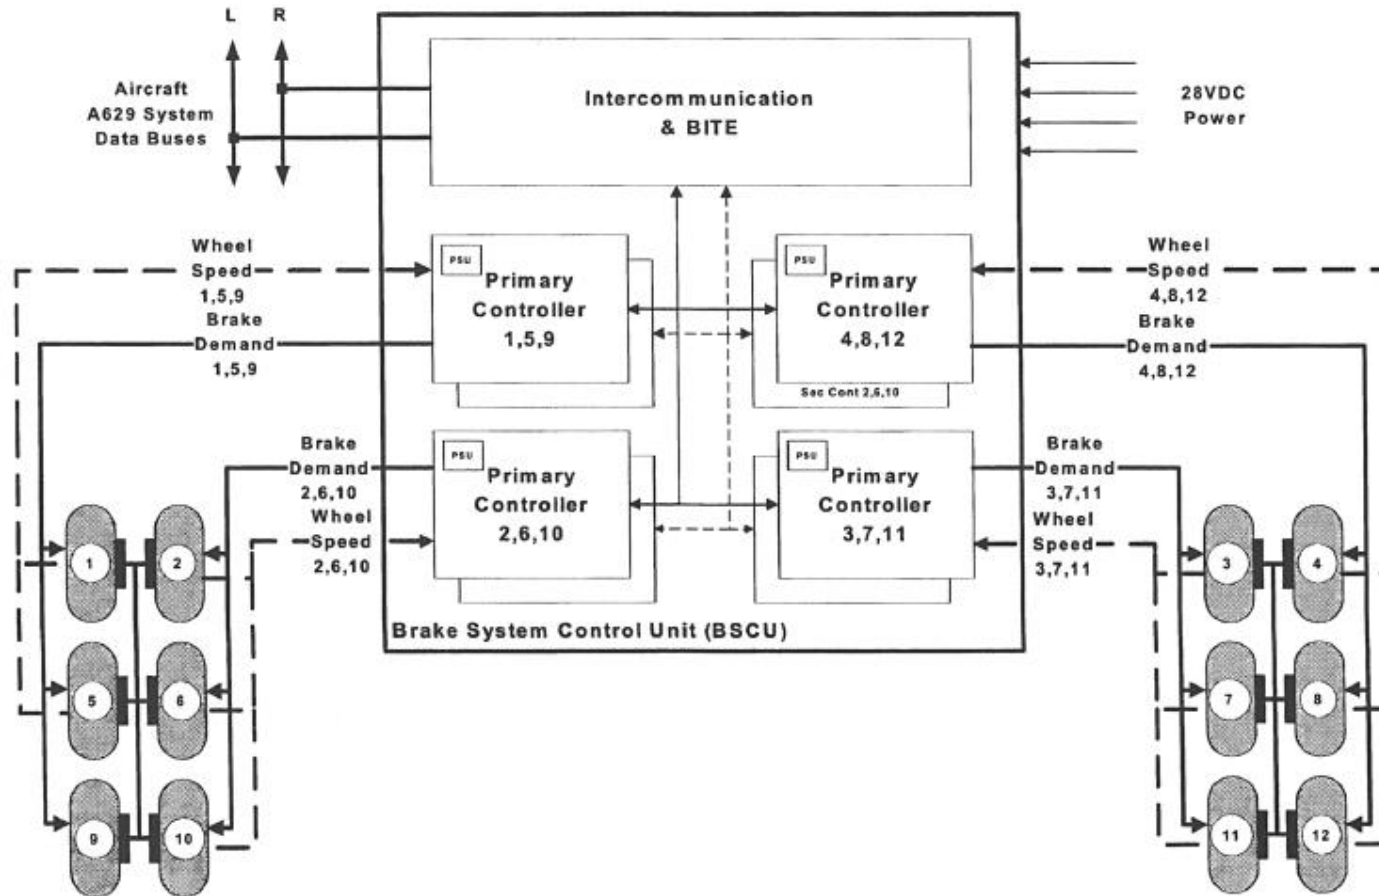 L R
Aircraft
A629 System
Data Buses
Intercommunication
& BITE
28VDC
Power
Wheel
Speed
1,5,9
Brake
Demand
1,5,9
PSU
Primary
Controller
1,5,9
PSU
Primary
Controller
4,8,12
Sec Cont 2,6,10
Wheel
Speed
4,8,12
Brake
Demand
4,8,12
Brake
Demand
2,6,10
Wheel
Speed
2,6,10
PSU
Primary
Controller
2,6,10
PSU
Primary
Controller
3,7,11
Brake
Demand
3,7,11
Wheel
Speed
3,7,11
Brake System Control Unit (BSCU)
1 2
3 4
5 6
7 8
9 10
11 12